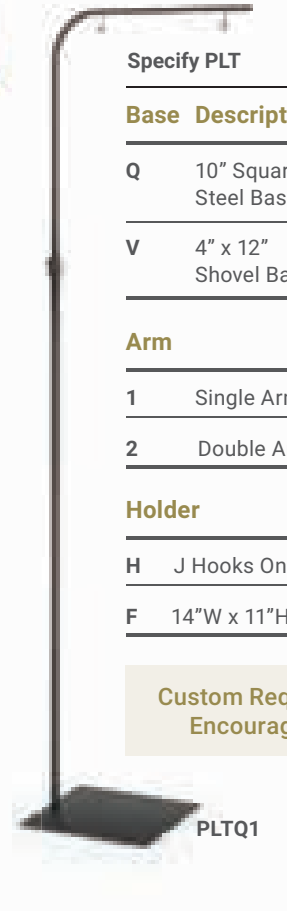 Specify PLT
Base Descript
Q 10” Squar
Steel Bas
V 4” x 12”
Shovel Ba
Arm
1 Single Arr
2 Double A
Holder
H J Hooks On
F 14”W x 11”H
Custom Req
Encourag
PLTQ1